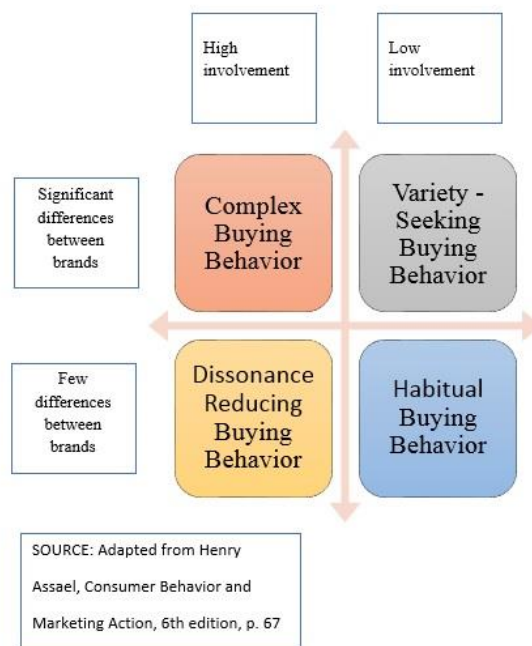 High
involvement
Low
involvement
Significant
differences
between
brands
Complex
Buying
Behavior
Variety -
Seeking
Buying
Behavior
Few
differences
between
brands
Dissonance
Reducing
Buying
Behavior
Habitual
Buying
Behavior
SOURCE: Adapted from Henry
Assael, Consumer Behavior and
Marketing Action, 6th edition, p. 67